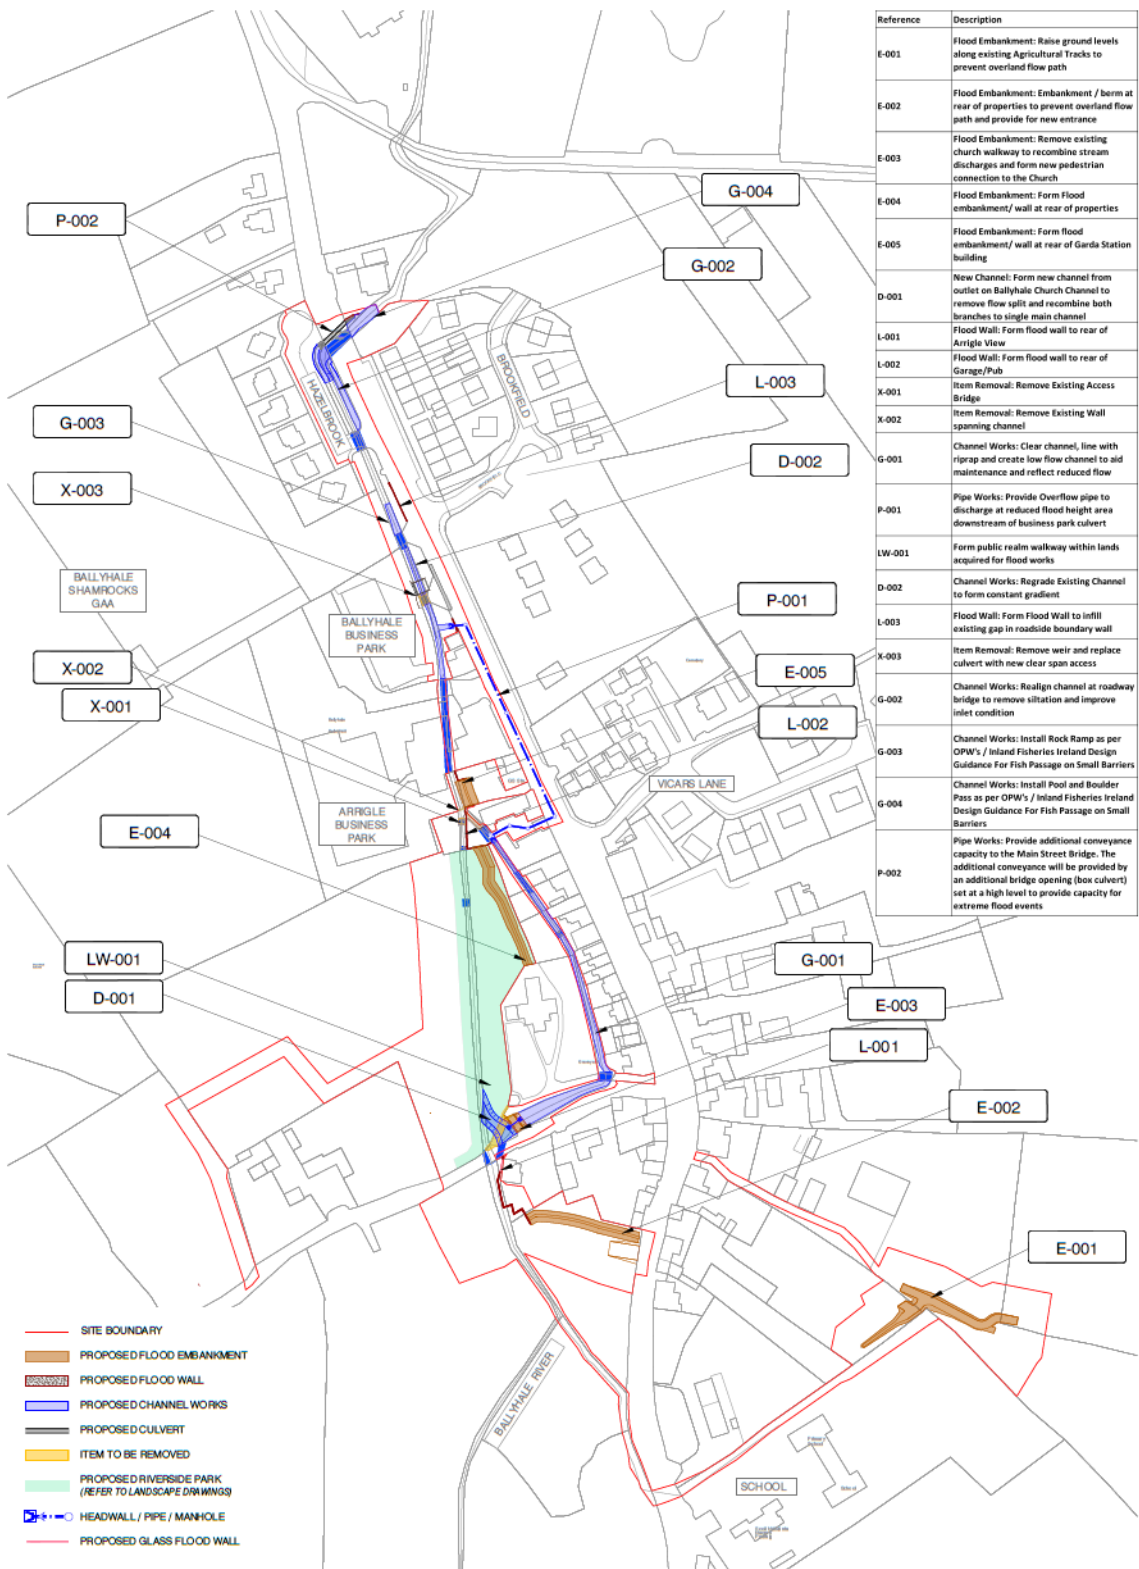 Reference Description
E-001 Flood Embankment: Raise ground levels
along existing Agricultural Tracks to
prevent overland flow path
E-002 Flood Embankment: Embankment / berm at
rear of properties to prevent overland flow
path and provide for new entrance
E-003 Flood Embankment: Remove existing
church walkway to recombine stream
discharges and form new pedestrian
connection to the Church
E-004 Flood Embankment: Form Flood
embankment/ wall at rear of properties
E-005 Flood Embankment: Form flood
embankment/ wall at rear of Garda Station
building
D-001 New Channel: Form new channel from
outlet on Ballyhale Church Channel to
remove flow split and recombine both
branches to single main channel
L-001 Flood Wall: Form flood wall to rear of
Arrigle View
L-002 Flood Wall: Form flood wall to rear of
Garage/Pub
X-001 Item Removal: Remove Existing Access
Bridge
X-002 Item Removal: Remove Existing Wall
spanning channel
G-001 Channel Works: Clear channel, line with
riprap and create low flow channel to aid
maintenance and reflect reduced flow
P-001 Pipe Works: Provide Overflow pipe to
discharge at reduced flood height area
downstream of business park culvert
LW-001 Form public realm walkway within lands
acquired for flood works
D-002 Channel Works: Regrade Existing Channel
to form constant gradient
L-003 Flood Wall: Form Flood Wall to infill
existing gap in roadside boundary wall
X-003 Item Removal: Remove weir and replace
culvert with new clear span access
G-002 Channel Works: Realign channel at roadway
bridge to remove siltation and improve
inlet condition
G-003 Channel Works: Install Rock Ramp as per
OPW's / Inland Fisheries Ireland Design
Guidance For Fish Passage on Small Barriers
G-004 Channel Works: Install Pool and Boulder
Pass as per OPW's / Inland Fisheries Ireland
Design Guidance For Fish Passage on Small
Barriers
P-002 Pipe Works: Provide additional conveyance
capacity to the Main Street Bridge. The
additional conveyance will be provided by
an additional bridge opening (box culvert)
set at a high level to provide capacity for
extreme flood events
P-002
G-004
G-002
HAZELBROOK
BROOKFIELD
L-003
G-003
D-002
X-003
BALLYHALE
SHAMROCKS
GAA
BALLYHALE
BUSINESS
PARK
P-001
X-002
E-005
X-001
L-002
VICARS LANE
ARRIGLE
BUSINESS
PARK
E-004
LW-001
G-001
D-001
E-003
L-001
E-002
E-001
BALLYHALE RIVER
SCHOOL
Primary
School
School
SITE BOUNDARY
PROPOSED FLOOD EMBANKMENT
PROPOSED FLOOD WALL
PROPOSED CHANNEL WORKS
PROPOSED CULVERT
ITEM TO BE REMOVED
PROPOSED RIVERSIDE PARK
(REFER TO LANDSCAPE DRAWINGS)
HEADWALL / PIPE / MANHOLE
PROPOSED GLASS FLOOD WALL